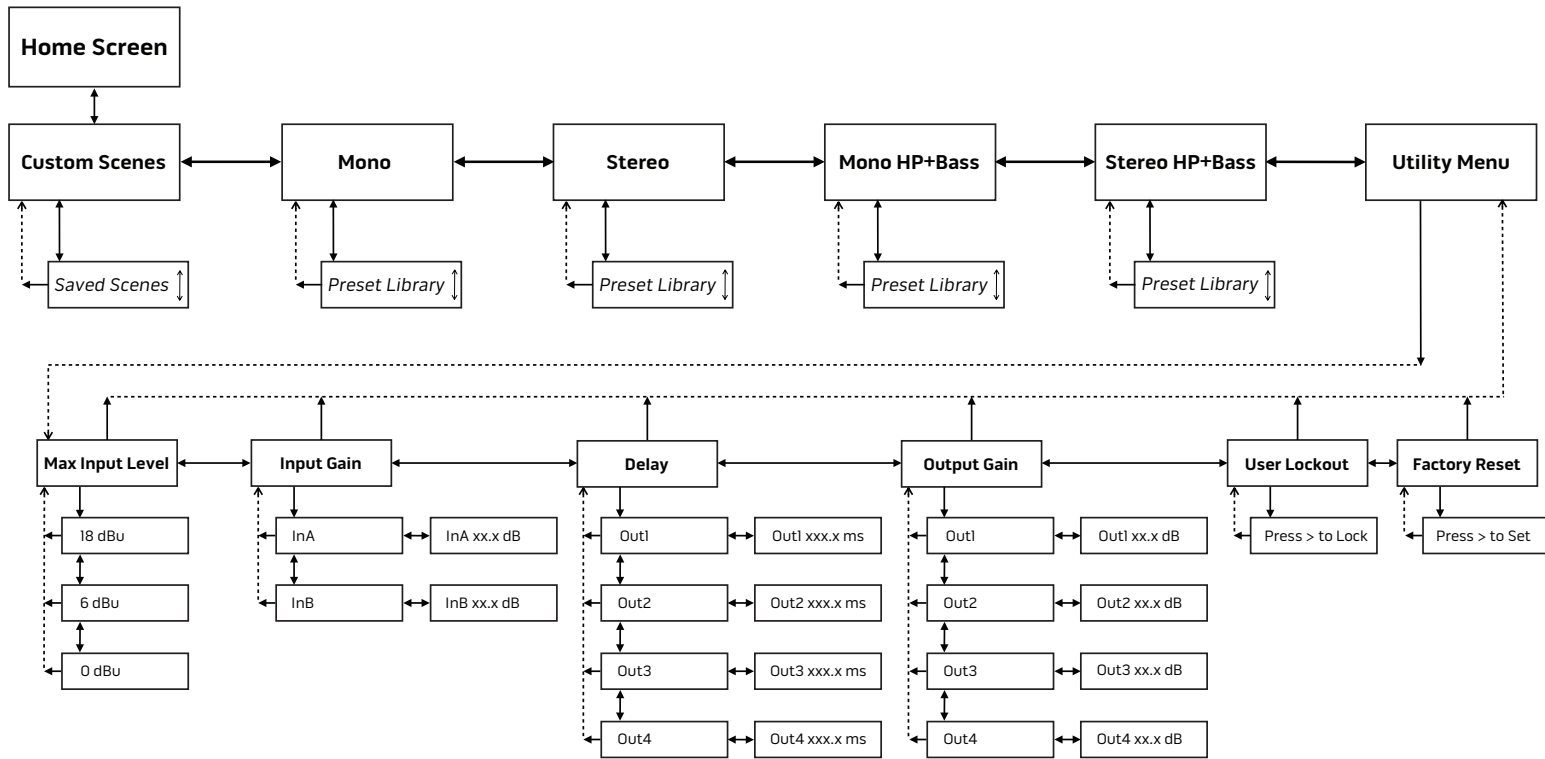 Home Screen
Custom Scenes
Mono
Stereo
Mono HP+Bass
Stereo HP+Bass
Utility Menu
Saved Scenes
Preset Library
Preset Library
Preset Library
Preset Library
Max Input Level
Input Gain
Delay
Output Gain
User Lockout
Factory Reset
18 dBu
InA
InA xx.x dB
Out1
Out1 xxx.x ms
Out1
Out1 xx.x dB
Press > to Lock
Press > to Set
6 dBu
InB
InB xx.x dB
Out2
Out2 xxx.x ms
Out2
Out2 xx.x dB
0 dBu
Out3
Out3 xxx.x ms
Out3
Out3 xx.x dB
Out4
Out4 xxx.x ms
Out4
Out4 xx.x dB